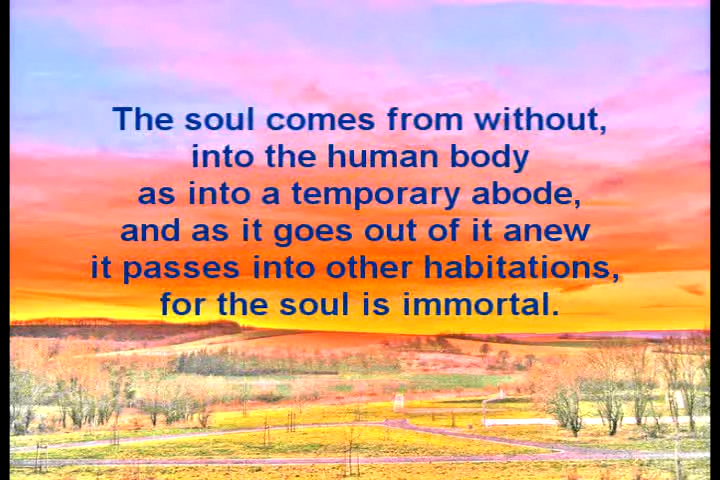 The soul comes from without,
into the human body
as into a temporary abode,
and as it goes out of it anew
it passes into other habitations,
for the soul is immortal.